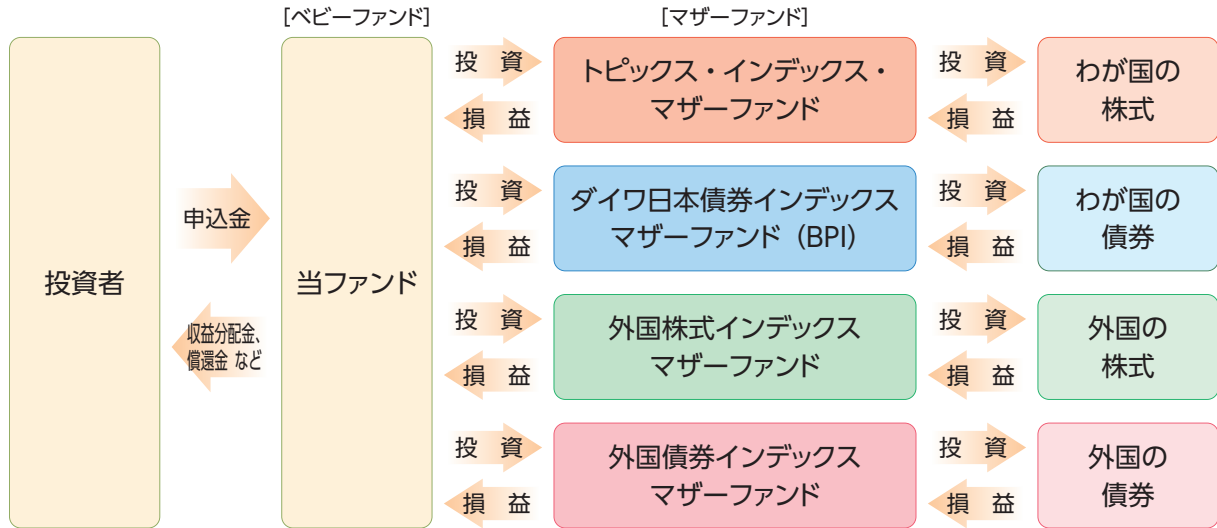 [ベビーファンド]
[マザーファンド]
投資者
申込金
収益分配金、
償還金 など
当ファンド
投 資
損 益
トピックス・インデックス・
マザーファンド
投 資
損 益
わが国の
株式
投 資
損 益
ダイワ日本債券インデックス
マザーファンド（BPI）
投 資
損 益
わが国の
債券
投 資
損 益
外国株式インデックス
マザーファンド
投 資
損 益
外国の
株式
投 資
損 益
外国債券インデックス
マザーファンド
投 資
損 益
外国の
債券